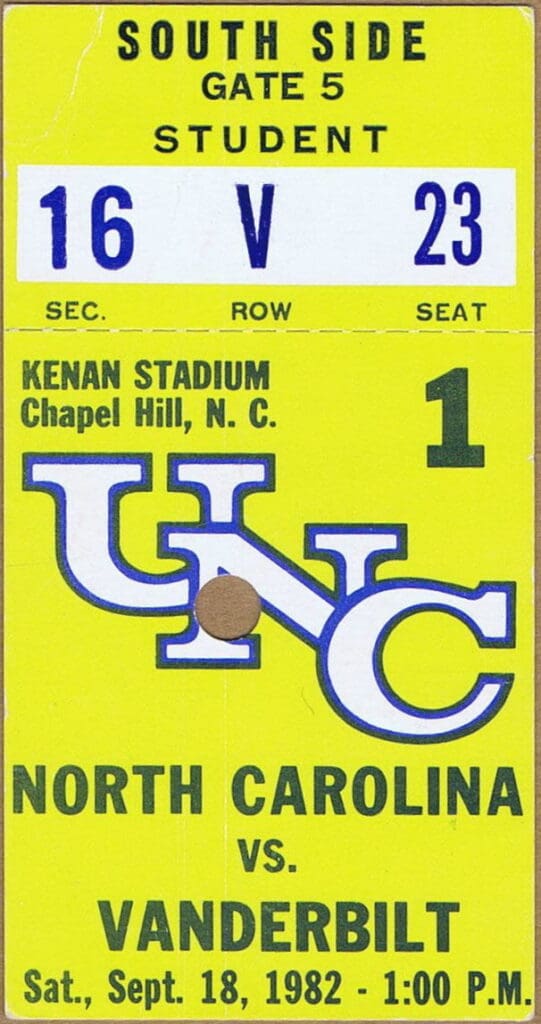 SOUTH SIDE
GATE 5
STUDENT
16 V 23
SEC. ROW SEAT
KENAN STADIUM
Chapel Hill, N. C.
1
UNC
NORTH CAROLINA
VS.
VANDERBILT
Sat., Sept. 18, 1982 - 1:00 P.M.